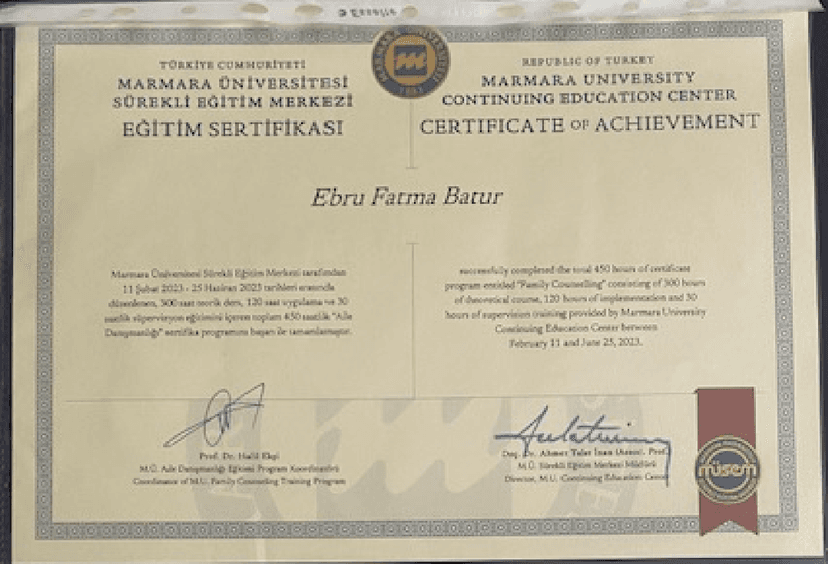 TÜRKİYE CUMHURİYETİ
MARMARA ÜNİVERSİTESİ
SÜREKLİ EĞİTİM MERKEZİ
EĞİTİM SERTİFİKASI
REPUBLIC OF TURKEY
MARMARA UNIVERSITY
CONTINUING EDUCATION CENTER
CERTIFICATE OF ACHIEVEMENT
Ebru Fatma Batur
Marmara Üniversitesi Sürekli Eğitim Merkezi tarafından
11 Şubat 2023 - 25 Haziran 2023 tarihleri arasında
düzenlenen, 300 saat teorik ders, 120 saat uygulama ve 30
saatlik süpervizyon eğitimini içeren toplam 450 saatlik "Aile
Danışmanlığı" sertifika programını başarı ile tamamlamıştır.
successfully completed the total 450 hours of certificate
program entitled "Family Counselling" consisting of 300 hours
of theoretical course, 120 hours of implementation and 30
hours of supervision training provided by Marmara University
Continuing Education Center between
February 11 and June 25, 2023.
Prof. Dr. Halil Ekşi
M.Ü. Aile Danışmanlığı Eğitimi Program Koordinatörü
Coordinator of M.U. Family Counseling Training Program
Doç. Dr. Ahmet Talat İnan (Assoc. Prof.
M.Ü. Sürekli Eğitim Merkezi Müdürü
Director, M.U. Continuing Education Center
müsem